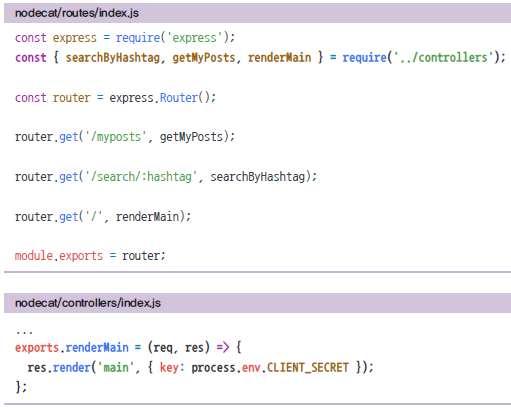 nodecat/routes/index.js
const express = require('express');
const { searchByHashtag, getMyPosts, renderMain } = require('../controllers');
const router = express.Router();
router.get('/myposts', getMyPosts);
router.get('/search/:hashtag', searchByHashtag);
router.get('/', renderMain);
module.exports = router;
nodecat/controllers/index.js
...
exports.renderMain = (req, res) => {
  res.render('main', { key: process.env.CLIENT_SECRET });
};